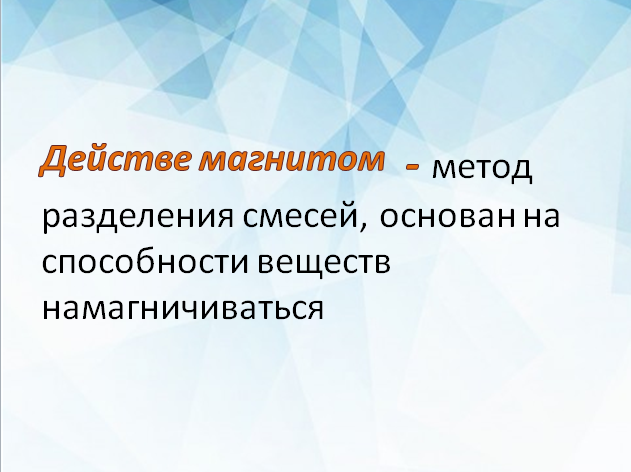 Действе магнитом - метод
разделения смесей, основан на
способности веществ
намагничиваться